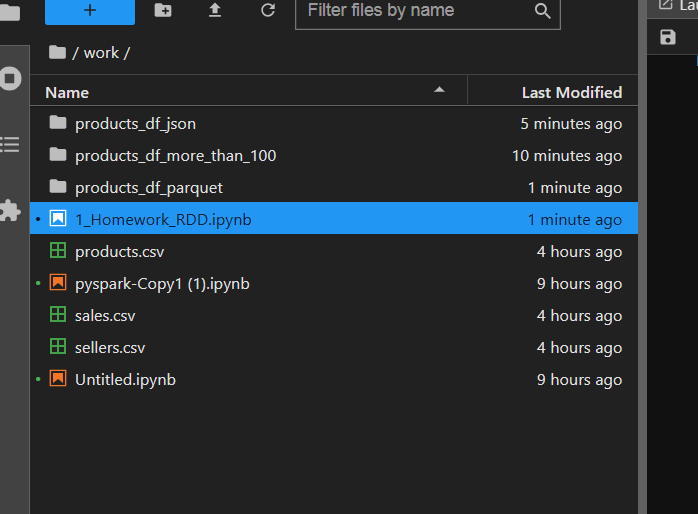 +
Filter files by name
Lau
/ work /
Name Last Modified
products_df_json 5 minutes ago
products_df_more_than_100 10 minutes ago
products_df_parquet 1 minute ago
1_Homework_RDD.ipynb 1 minute ago
products.csv 4 hours ago
pyspark-Copy1 (1).ipynb 9 hours ago
sales.csv 4 hours ago
sellers.csv 4 hours ago
Untitled.ipynb 9 hours ago